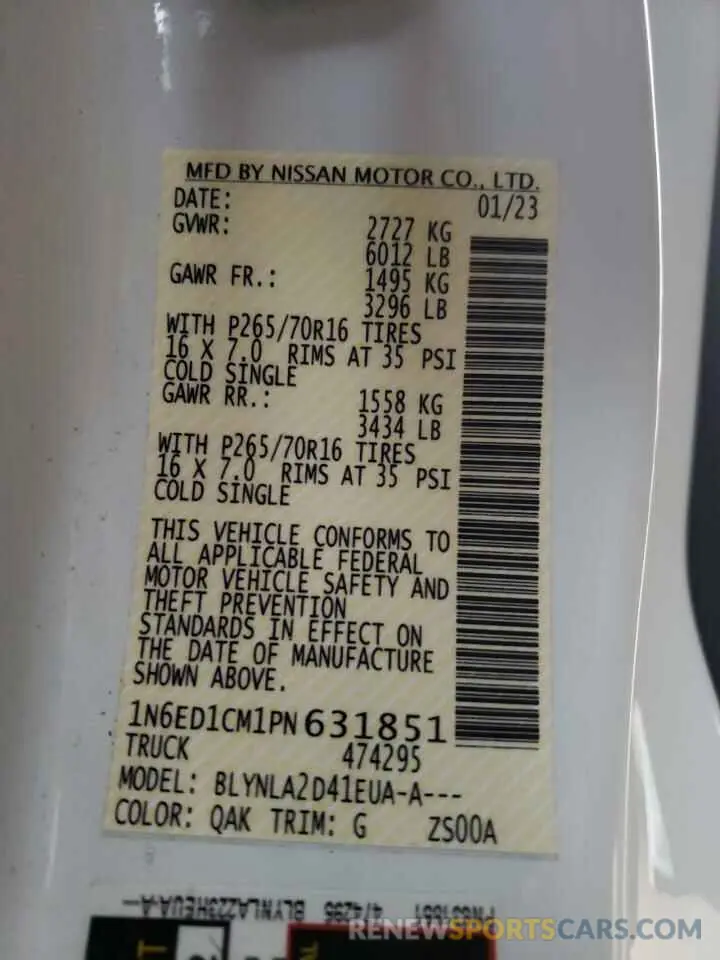 MFD BY NISSAN MOTOR CO., LTD.
DATE: 01/23
GVWR: 2727 KG
6012 LB
GAWR FR.: 1495 KG
3296 LB
WITH P265/70R16 TIRES
16 X 7.0 RIMS AT 35 PSI
COLD SINGLE
GAWR RR.: 1558 KG
3434 LB
WITH P265/70R16 TIRES
16 X 7.0 RIMS AT 35 PSI
COLD SINGLE
THIS VEHICLE CONFORMS TO
ALL APPLICABLE FEDERAL
MOTOR VEHICLE SAFETY AND
THEFT PREVENTION
STANDARDS IN EFFECT ON
THE DATE OF MANUFACTURE
SHOWN ABOVE.
1N6ED1CM1PN631851
TRUCK 474295
MODEL: BLYNLA2D41EUA-A---
COLOR: QAK TRIM: G ZS00A
RENEWSPORTSCARS.COM